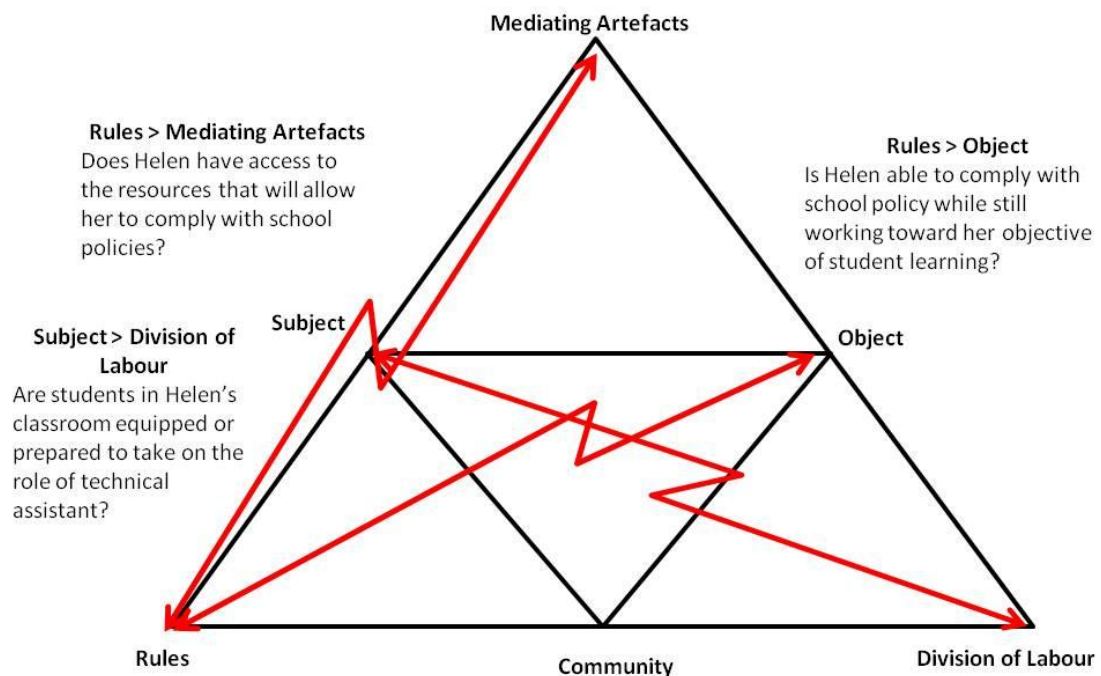 Mediating Artefacts
Rules > Mediating Artefacts
Does Helen have access to
the resources that will allow
her to comply with school
policies?
Rules > Object
Is Helen able to comply with
school policy while still
working toward her objective
of student learning?
Subject
Object
Subject > Division of
Labour
Are students in Helen’s
classroom equipped or
prepared to take on the
role of technical
assistant?
Rules
Community
Division of Labour